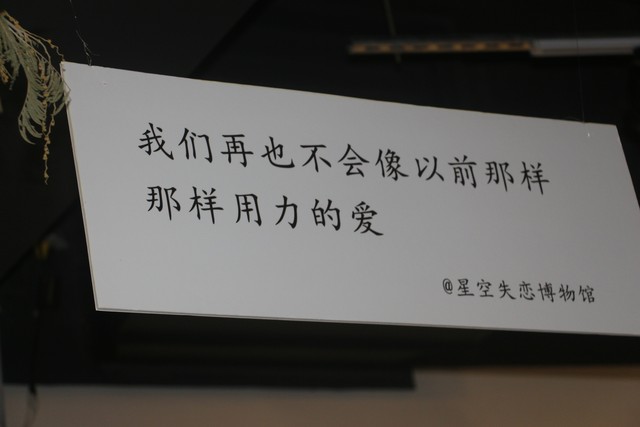 我们再也不会像以前那样
那样用力的爱
@星空失恋博物馆